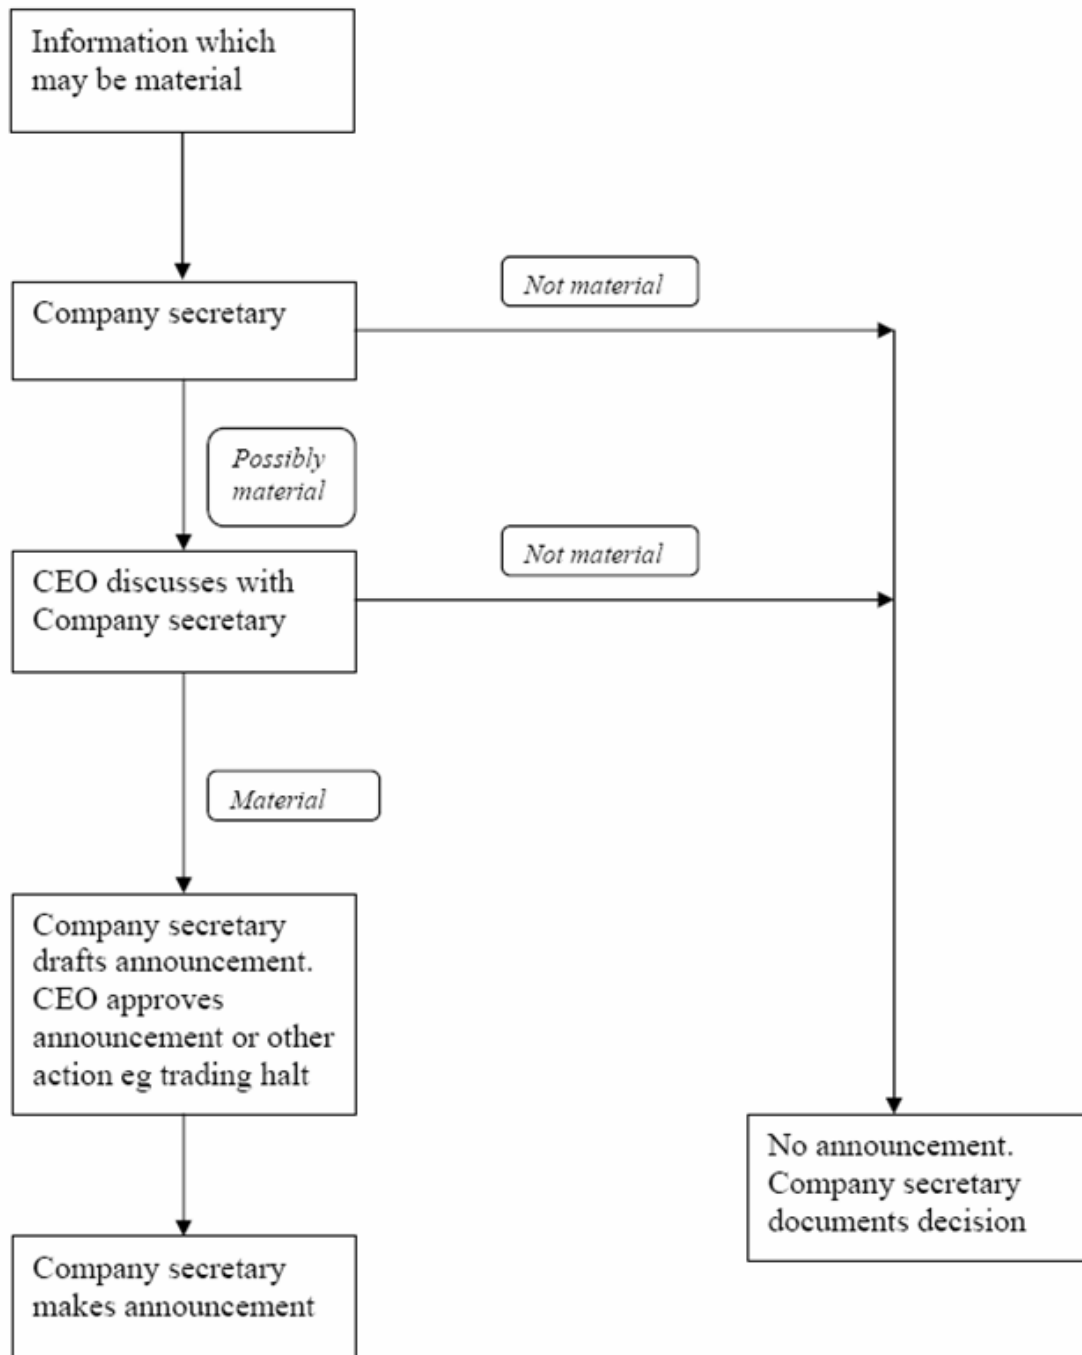 Information which
may be material
Not material
Company secretary
Possibly
material
Not material
CEO discusses with
Company secretary
Material
Company secretary
drafts announcement.
CEO approves
announcement or other
action eg trading halt
No announcement.
Company secretary
documents decision
Company secretary
makes announcement